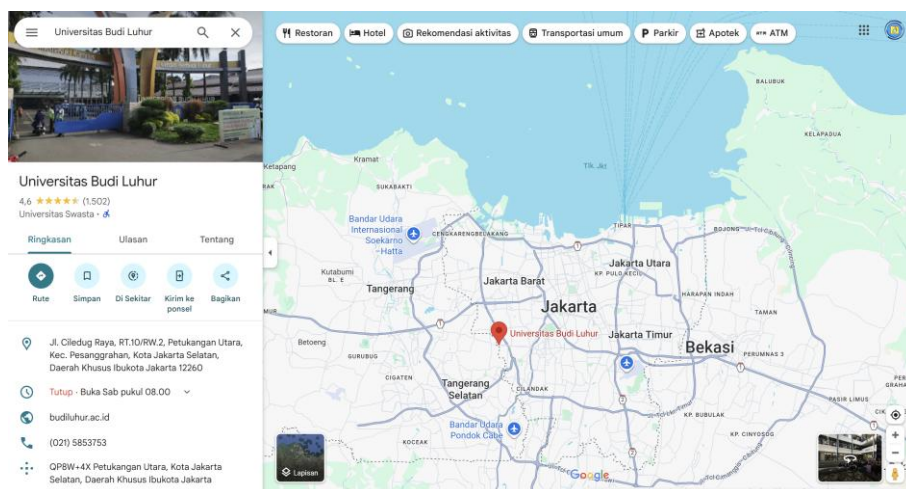 Universitas Budi Luhur
Restoran
Hotel
Rekomendasi aktivitas
Transportasi umum
P Parkir
Apotek
ATM
Universitas Budi Luhur
4,6 (1.502)
Universitas Swasta ·
Ringkasan
Ulasan
Tentang
Rute
Simpan
Di Sekitar
Kirim ke
ponsel
Bagikan
Jl. Ciledug Raya, RT.10/RW.2, Petukangan Utara,
Kec. Pesanggrahan, Kota Jakarta Selatan,
Daerah Khusus Ibukota Jakarta 12260
Tutup · Buka Sab pukul 08.00
budiluhur.ac.id
(021) 5853753
QP8W+4X Petukangan Utara, Kota Jakarta
Selatan, Daerah Khusus Ibukota Jakarta
BALUBUK
KELAPADUA
Tlk. Jkt
Ketapang
Kramat
SUKABAKTI
Bandar Udara
Internasional
Soekarno
-Hatta
CENGKARENGBELAKANG
TIPAR
BOJONG
Jakarta Utara
KP. PULO KECIL
Kutabumi
BL. E
Tangerang
Jakarta Barat
HARAPAN INDAH
Jakarta
TAMAN
Betoeng
Universitas Budi Luhur
Jakarta Timur
Bekasi
GURUBUG
PERUMNAS 3
CIGATEN
Tangerang
Selatan
CILANDAK
PASIR LIMUS
KP. BUBULAK
Bandar Udara
Pondok Cabe
KOCEAK
KP. CINYOSOG
Lapisan
Google